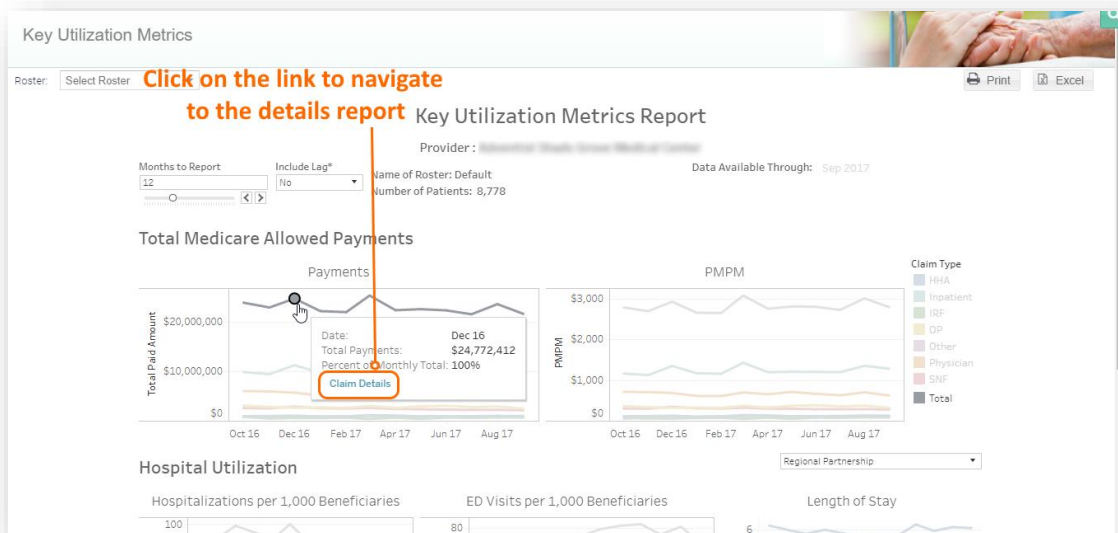 Key Utilization Metrics
Roster: Select Roster
Click on the link to navigate
to the details report
Print Excel
Key Utilization Metrics Report
Provider :
Months to Report Include Lag* Name of Roster: Default Data Available Through: Sep 2017
12 No Number of Patients: 8,778
Total Medicare Allowed Payments
Payments
Total Paid Amount
$20,000,000
$10,000,000
$0
Date: Dec 16
Total Payments: $24,772,412
Percent of Monthly Total: 100%
Claim Details
Oct 16 Dec 16 Feb 17 Apr 17 Jun 17 Aug 17
PMPM
PMPM
$3,000
$2,000
$1,000
$0
Oct 16 Dec 16 Feb 17 Apr 17 Jun 17 Aug 17
Claim Type
HHA
Inpatient
IRF
OP
Other
Physician
SNF
Total
Hospital Utilization
Regional Partnership
Hospitalizations per 1,000 Beneficiaries ED Visits per 1,000 Beneficiaries Length of Stay
100 80 6